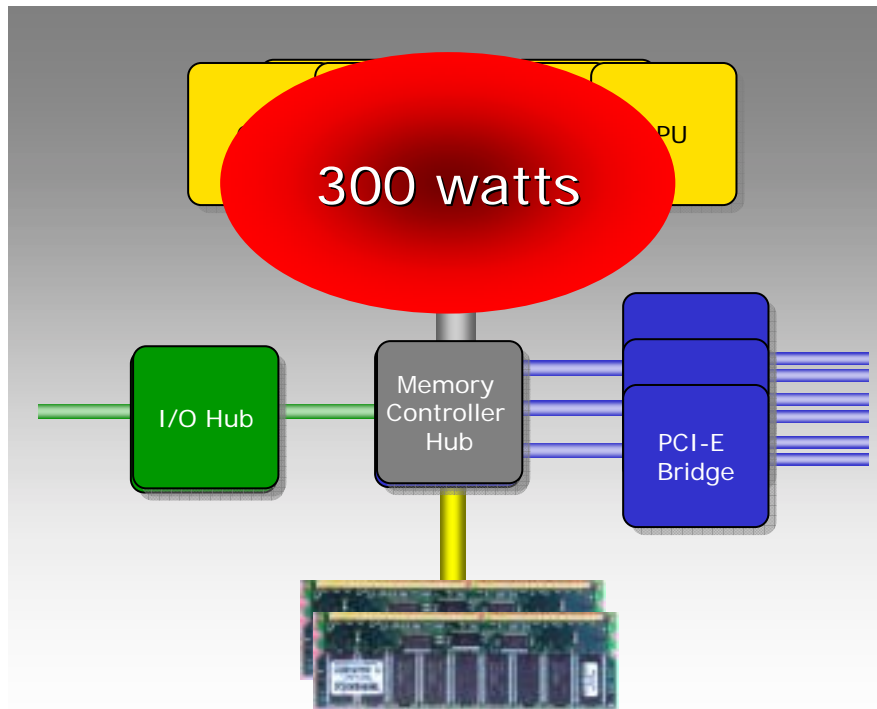 300 watts
PU
I/O Hub
Memory
Controller
Hub
PCI-E
Bridge